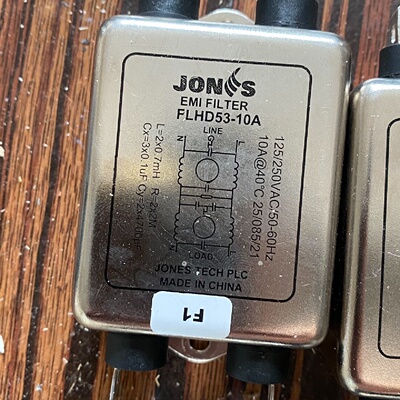 JONES
EMI FILTER
FLHD53-10A
LINE
N L
LOAD
JONES TECH PLC
MADE IN CHINA
L=2x0.7mH R=2x2M
Cx=3x0.1uF
125/250VAC/50-60Hz
10A@40°C 25/085/21
F1